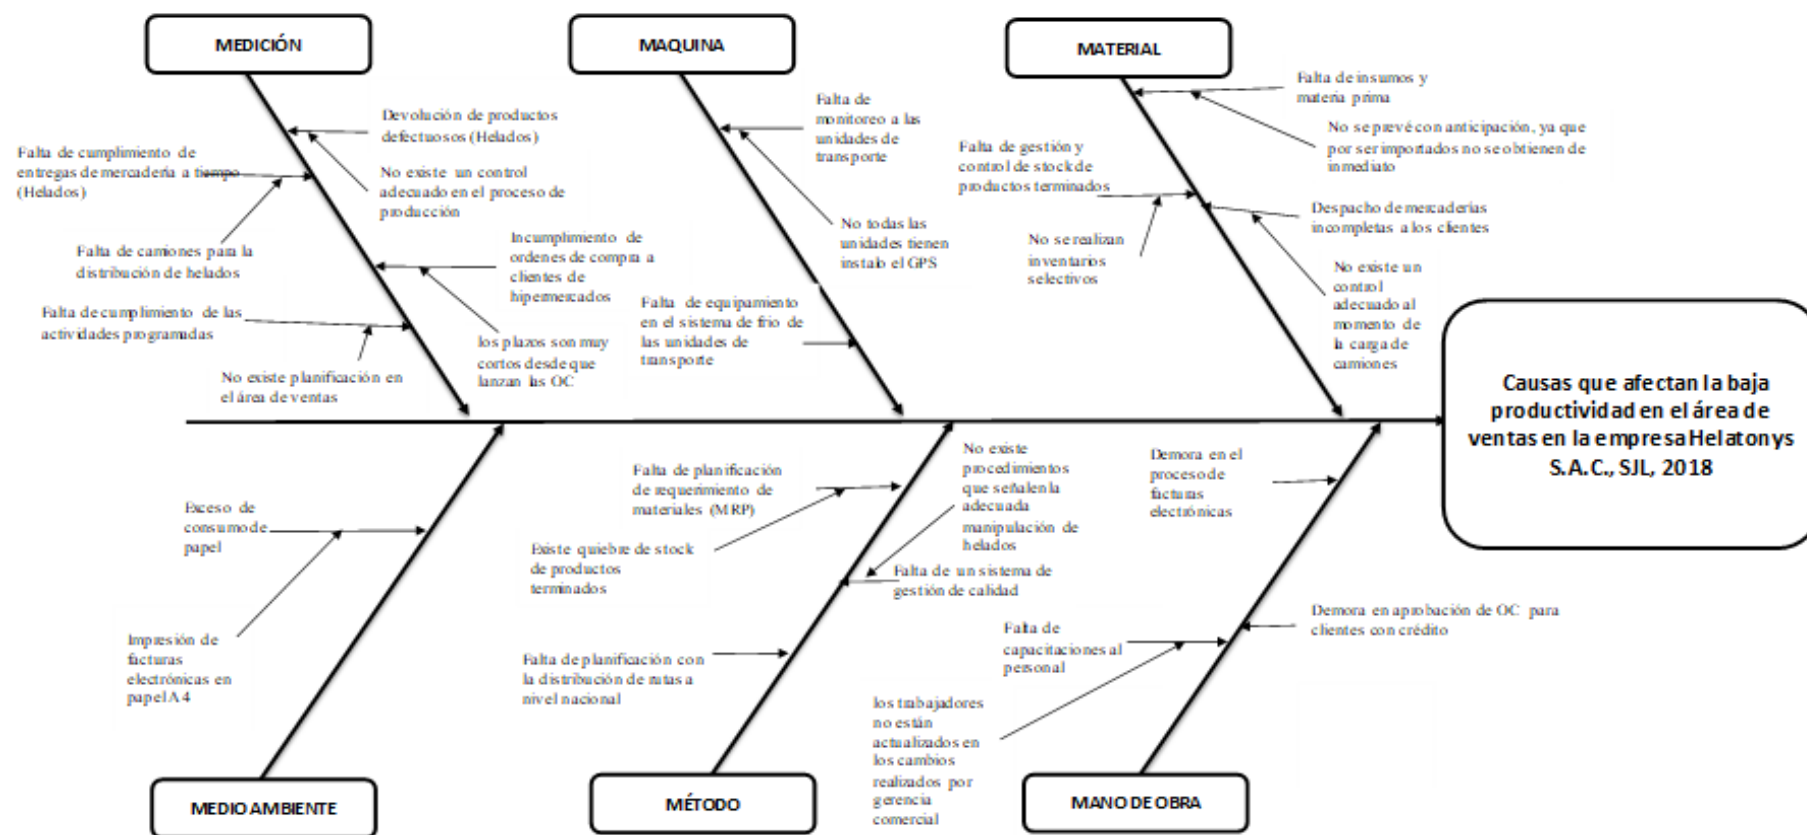 MEDICIÓN
MAQUINA
MATERIAL
Devolución de productos
defectuosos (Helados)
Falta de cumplimiento de
entregas de mercadería a tiempo
(Helados)
No existe un control
adecuado en el proceso de
producción
Falta de camiones para la
distribución de helados
Incumplimiento de
ordenes de compra a
clientes de
hipermercados
Falta de cumplimiento de las
actividades programadas
los plazos son muy
cortos desde que
lanzan las OC
No existe planificación en
el área de ventas
Falta de
monitoreo a las
unidades de
transporte
No todas las
unidades tienen
instalo el GPS
Falta de equipamiento
en el sistema de frio de
las unidades de
transporte
Falta de insumos y
materia prima
No se prevé con anticipación, ya que
por ser importados no se obtienen de
inmediato
Falta de gestión y
control de stock de
productos terminados
No se realizan
inventarios
selectivos
Despacho de mercaderías
incompletas a los clientes
No existe un
control
adecuado al
momento de
la carga de
camiones
Causas que afectan la baja
productividad en el área de
ventas en la empresa Helatonys
S.A.C., SJL, 2018
Exceso de
consumo de
papel
Impresión de
facturas
electrónicas en
papel A4
Falta de planificación
de requerimiento de
materiales (MRP)
Existe quiebre de stock
de productos
terminados
No existe
procedimientos
que señalen la
adecuada
manipulación de
helados
Falta de un sistema de
gestión de calidad
Falta de planificación con
la distribución de rutas a
nivel nacional
Demora en el
proceso de
facturas
electrónicas
Demora en aprobación de OC para
clientes con crédito
Falta de
capacitaciones al
personal
los trabajadores
no están
actualizados en
los cambios
realizados por
gerencia
comercial
MEDIO AMBIENTE
MÉTODO
MANO DE OBRA